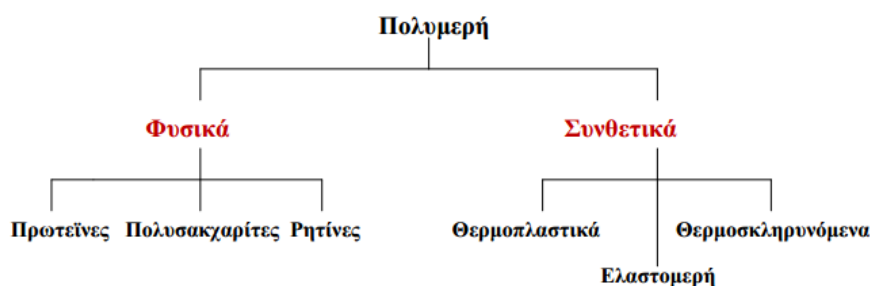 Πολυμερή
Φυσικά Συνθετικά
Πρωτεϊνες Πολυσακχαρίτες Ρητίνες Θερμοπλαστικά Θερμοσκληρυνόμενα
Ελαστομερή